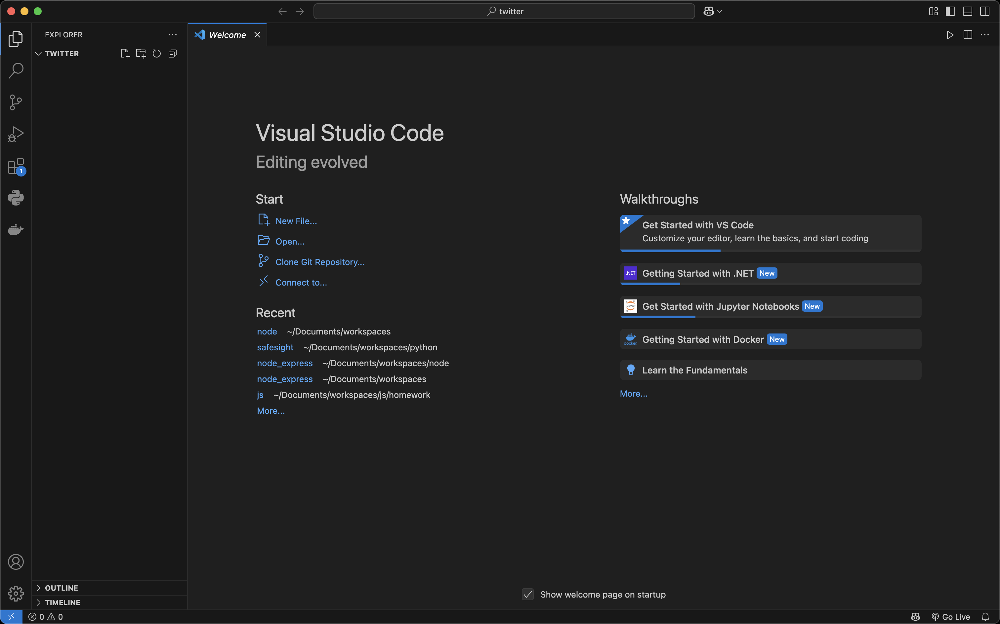 twitter
EXPLORER
TWITTER
Welcome
1
Visual Studio Code
Editing evolved
Start
New File...
Open...
Clone Git Repository...
Connect to...
Recent
node ~/Documents/workspaces
safesight ~/Documents/workspaces/python
node_express ~/Documents/workspaces/node
node_express ~/Documents/workspaces
js ~/Documents/workspaces/js/homework
More...
Walkthroughs
Get Started with VS Code
Customize your editor, learn the basics, and start coding
.NET Getting Started with .NET New
jupyter Get Started with Jupyter Notebooks New
docker Getting Started with Docker New
Learn the Fundamentals
More...
Show welcome page on startup
OUTLINE
TIMELINE
0 0
Go Live